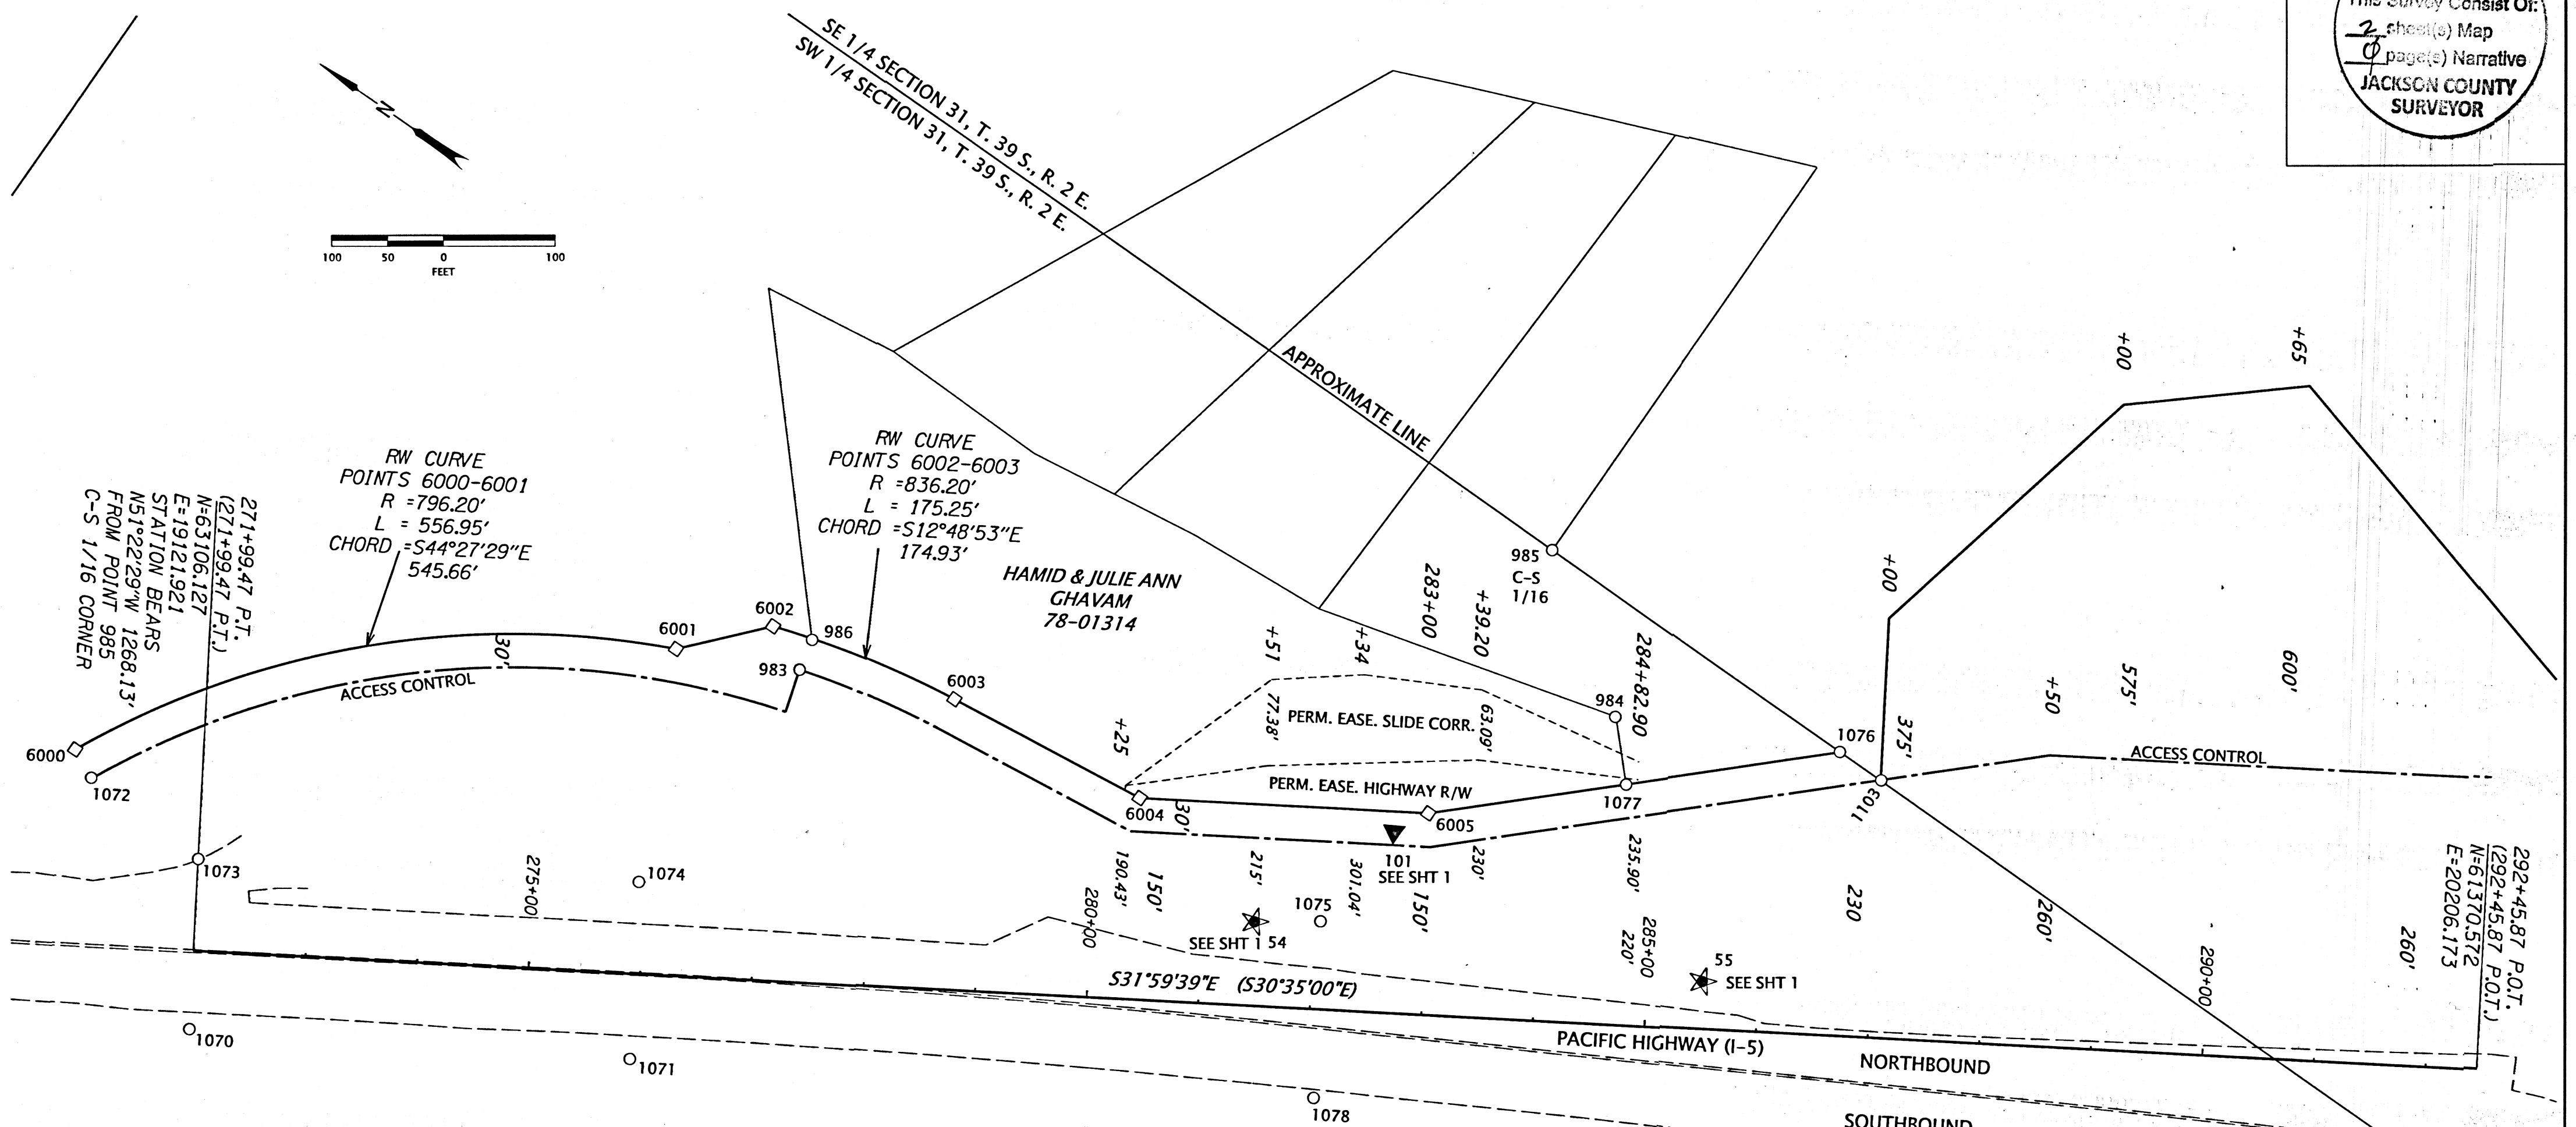 This Survey Consist Of:
2 sheet(s) Map
0 page(s) Narrative
JACKSON COUNTY
SURVEYOR
N
100 50 0 100
FEET
SE 1/4 SECTION 31, T. 39 S., R. 2 E.
SW 1/4 SECTION 31, T. 39 S., R. 2 E.
APPROXIMATE LINE
271+99.47 P.T.
(271+99.47 P.T.)
N=63106.127
E=19121.921
STATION BEARS
N51°22'29"W 1268.13'
FROM POINT 985
C-S 1/16 CORNER
RW CURVE
POINTS 6000-6001
R =796.20'
L = 556.95'
CHORD =S44°27'29"E
545.66'
RW CURVE
POINTS 6002-6003
R =836.20'
L = 175.25'
CHORD =S12°48'53"E
174.93'
HAMID & JULIE ANN
GHAVAM
78-01314
985
C-S
1/16
+00
+65
+00
283+00
+39.20
284+82.90
+51
+34
+25
6000
1072
30'
ACCESS CONTROL
6001
6002
986
983
6003
77.38'
PERM. EASE. SLIDE CORR.
63.09'
984
PERM. EASE. HIGHWAY R/W
6004
30'
6005
1077
1076
1103
375'
+50
575'
600'
ACCESS CONTROL
101
SEE SHT 1
1073
275+00
1074
280+00
190.43'
150'
215'
301.04'
150'
230'
235.90'
220'
285+00
230
260'
290+00
260'
1075
SEE SHT 1 54
55
SEE SHT 1
292+45.87 P.O.T.
(292+45.87 P.O.T.)
N=61370.572
E=20206.173
S31°59'39"E (S30°35'00"E)
PACIFIC HIGHWAY (I-5)
NORTHBOUND
SOUTHBOUND
1070
1071
1078